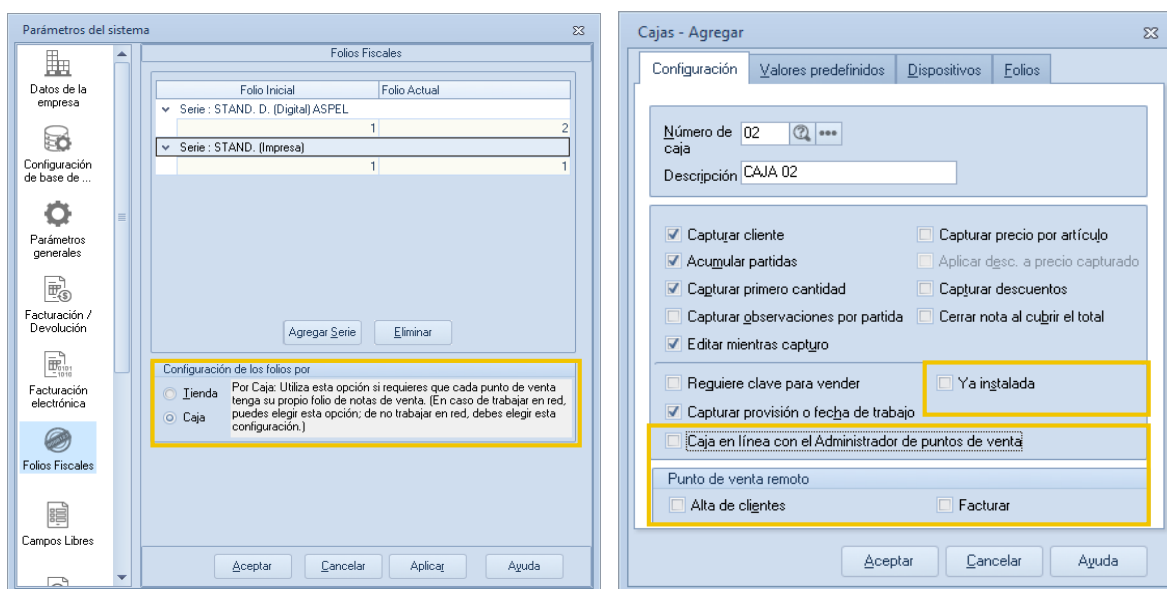 Parámetros del sistema
Datos de la
empresa
Configuración
de base de ...
Parámetros
generales
Facturación /
Devolución
Facturación
electrónica
Folios Fiscales
Campos Libres
Folios Fiscales
Folio Inicial Folio Actual
Serie : STAND. D. (Digital) ASPEL
1 2
Serie : STAND. (Impresa)
1 1
Agregar Serie Eliminar
Configuración de los folios por
Tienda
Caja
Por Caja: Utiliza esta opción si requieres que cada punto de venta
tenga su propio folio de notas de venta. (En caso de trabajar en red,
puedes elegir esta opción; de no trabajar en red, debes elegir esta
configuración.)
Aceptar Cancelar Aplicar Ayuda
Cajas - Agregar
Configuración Valores predefinidos Dispositivos Folios
Número de
caja
02
Descripción CAJA 02
Capturar cliente Capturar precio por artículo
Acumular partidas Aplicar desc. a precio capturado
Capturar primero cantidad Capturar descuentos
Capturar observaciones por partida Cerrar nota al cubrir el total
Editar mientras capturo
Requiere clave para vender Ya instalada
Capturar provisión o fecha de trabajo
Caja en línea con el Administrador de puntos de venta
Punto de venta remoto
Alta de clientes Facturar
Aceptar Cancelar Ayuda